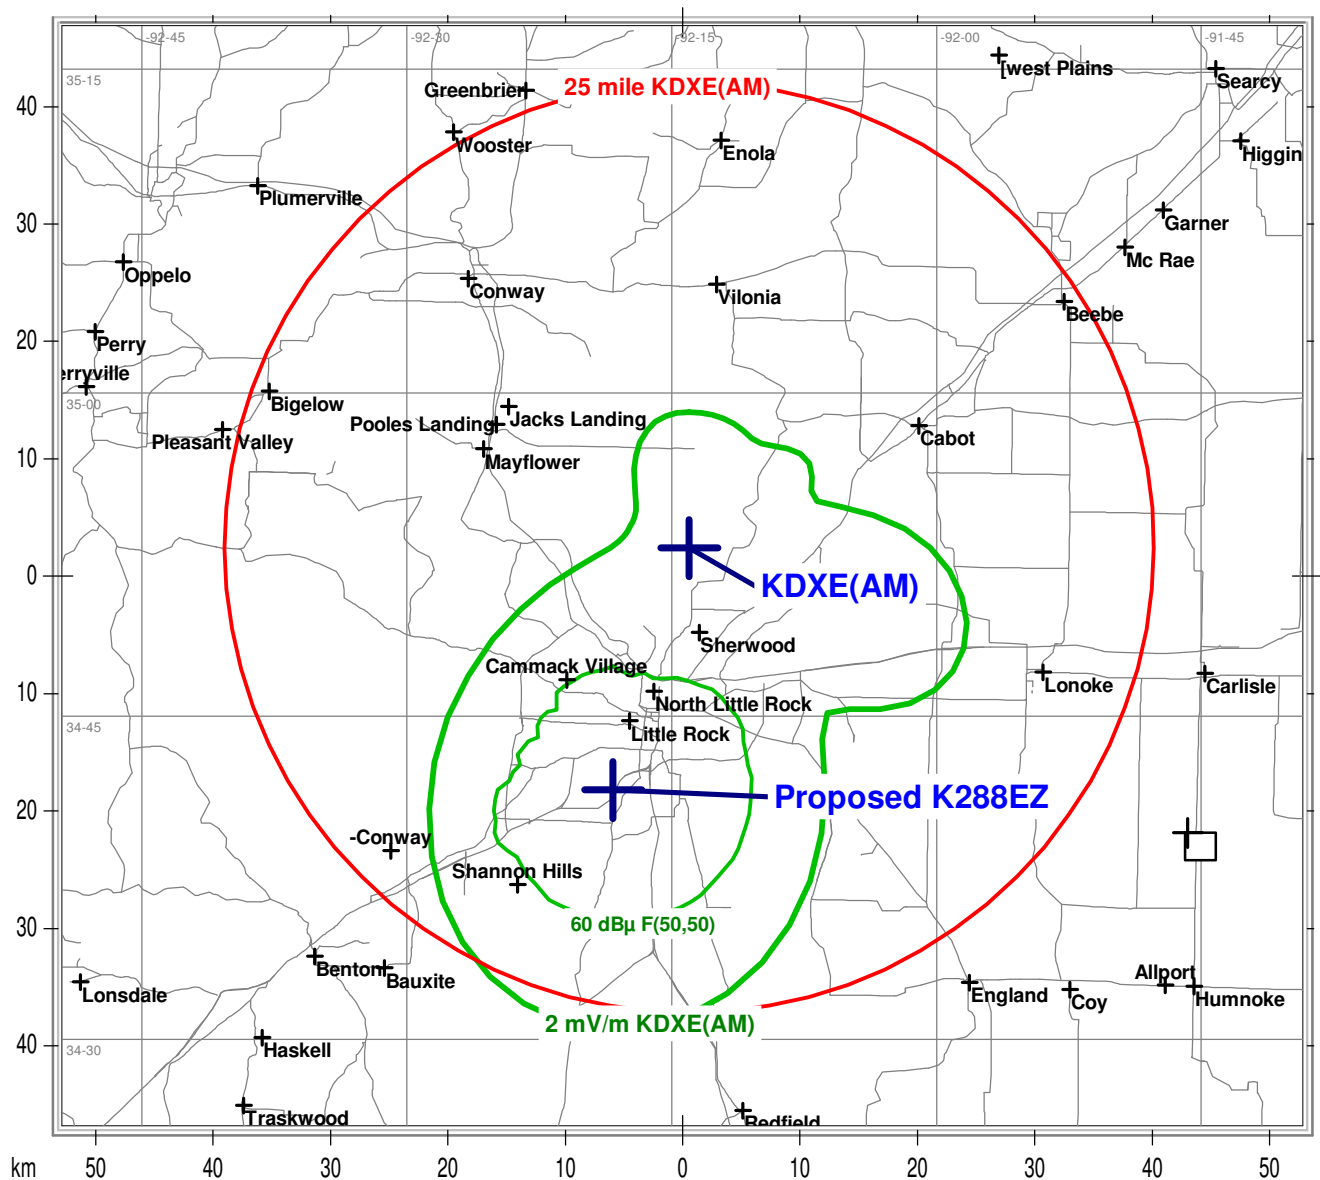 -92-45
-92-30
-92-15
-92-00
-91-45
[west Plains
35-15
Searcy
25 mile KDXE(AM)
Greenbrier
40
Wooster
Enola
Higgin
Plumerville
30
Garner
Mc Rae
Oppelo
Conway
Vilonia
Beebe
20
Perry
erryville
35-00
Bigelow
Pooles Landing
Jacks Landing
Pleasant Valley
Cabot
10
Mayflower
0
KDXE(AM)
Sherwood
Cammack Village
10
Lonoke
Carlisle
North Little Rock
34-45
Little Rock
Proposed K288EZ
20
-Conway
Shannon Hills
30
60 dBµ F(50,50)
Benton
Bauxite
Allport
Lonsdale
England
Coy
Humnoke
2 mV/m KDXE(AM)
40
34-30
Haskell
Traskwood
Redfield
km
50
40
30
20
10
0
10
20
30
40
50